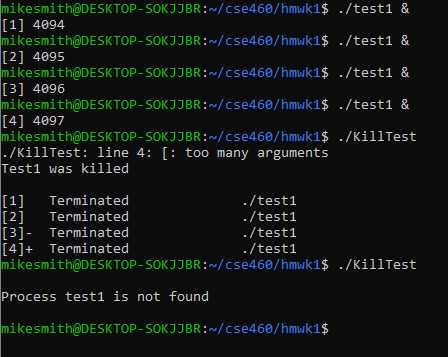 mikesmith@DESKTOP-SOKJJBR:~/cse460/hmwk1$ ./test1 &
[1] 4094
mikesmith@DESKTOP-SOKJJBR:~/cse460/hmwk1$ ./test1 &
[2] 4095
mikesmith@DESKTOP-SOKJJBR:~/cse460/hmwk1$ ./test1 &
[3] 4096
mikesmith@DESKTOP-SOKJJBR:~/cse460/hmwk1$ ./test1 &
[4] 4097
mikesmith@DESKTOP-SOKJJBR:~/cse460/hmwk1$ ./KillTest
./KillTest: line 4: [: too many arguments
Test1 was killed
[1]   Terminated              ./test1
[2]   Terminated              ./test1
[3]-  Terminated              ./test1
[4]+  Terminated              ./test1
mikesmith@DESKTOP-SOKJJBR:~/cse460/hmwk1$ ./KillTest
Process test1 is not found
mikesmith@DESKTOP-SOKJJBR:~/cse460/hmwk1$